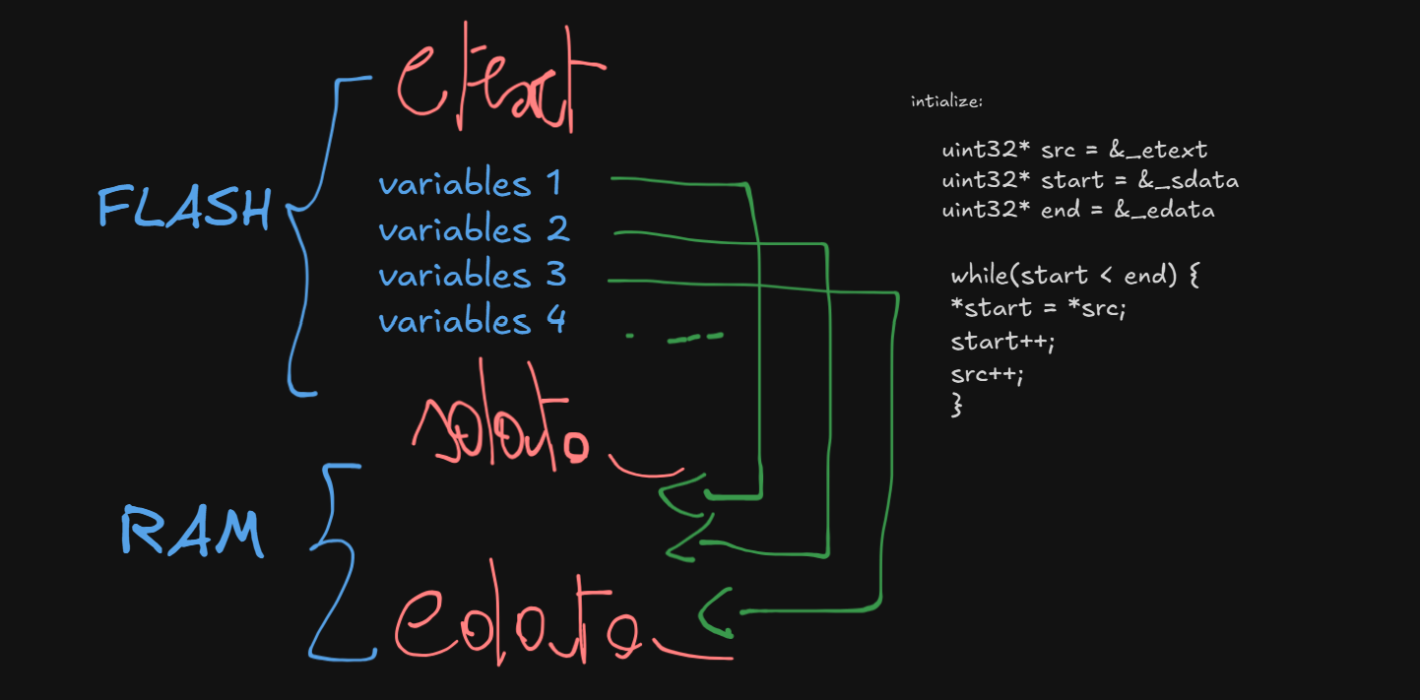 etext
FLASH
variables 1
variables 2
variables 3
variables 4
sdata
RAM
edata
intialize:
uint32* src = &_etext
uint32* start = &_sdata
uint32* end = &_edata
while(start < end) {
*start = *src;
start++;
src++;
}